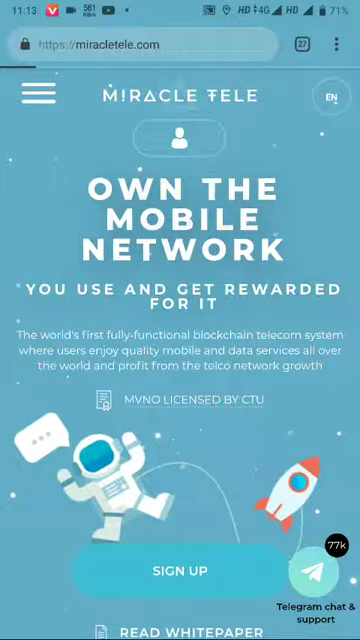 11:13
561
KB/s
HD
4G
HD
71%
https://miracletele.com
27
M!RACLE TELE
EN
OWN THE
MOBILE
NETWORK
YOU USE AND GET REWARDED
FOR IT
The world's first fully-functional blockchain telecom system
where users enjoy quality mobile and data services all over
the world and profit from the telco network growth
MVNO LICENSED BY CTU
77k
SIGN UP
Telegram chat &
support
READ WHITEPAPER